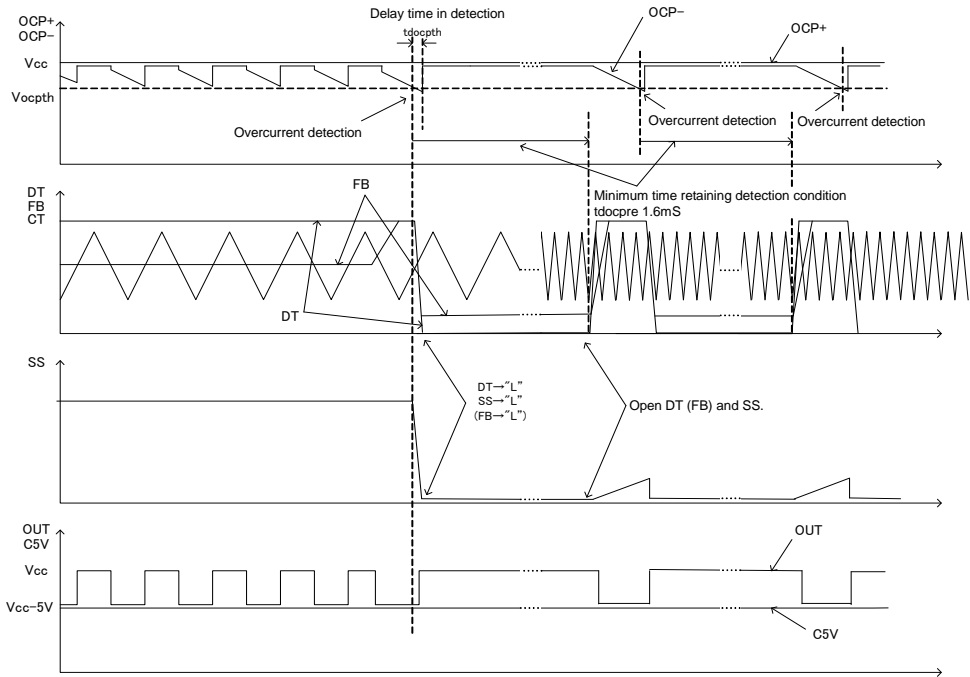 Delay time in detection
OCP+
OCP−
tdocpth
OCP−
OCP+
Vcc
Vocpth
Overcurrent detection
Overcurrent detection
Overcurrent detection
DT
FB
CT
FB
Minimum time retaining detection condition
tdocpre 1.6mS
DT
SS
DT→"L"
SS→"L"
(FB→"L")
Open DT (FB) and SS.
OUT
C5V
OUT
Vcc
Vcc−5V
C5V